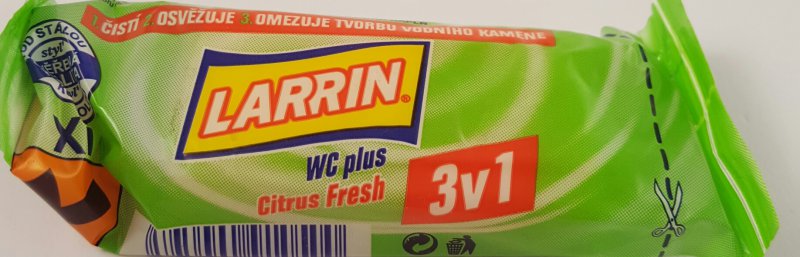 1. ČISTÍ 2. OSVĚŽUJE 3. OMEZUJE TVORBU VODNÍHO KAMENE
LARRIN®
WC plus
Citrus Fresh
3v1